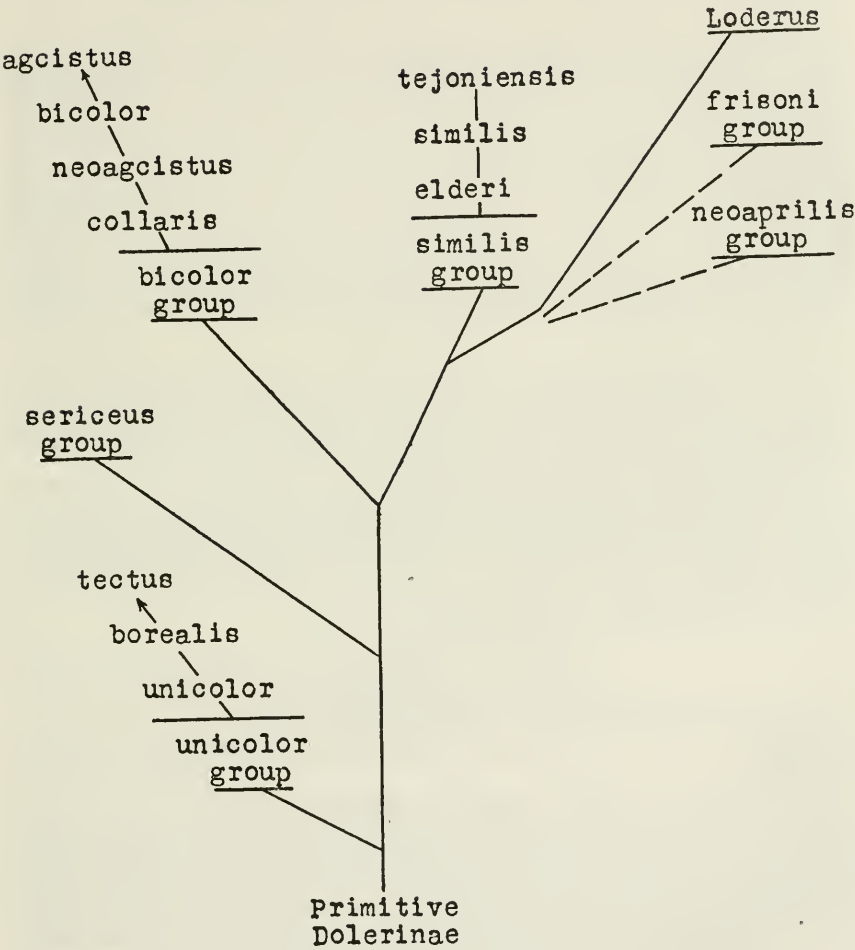 Loderus
agcistus
tejoniensis
frisoni
group
bicolor
similis
neoagcistus
elderi
neoaprilis
group
collaris
similis
group
bicolor
group
sericeus
group
tectus
borealis
unicolor
unicolor
group
Primitive
Dolerinae